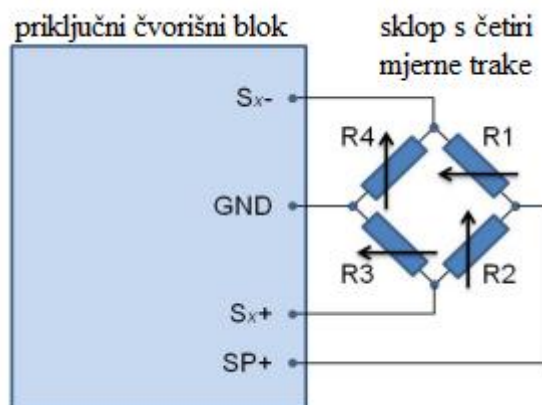 priključni čvorišni blok
sklop s četiri
mjerne trake
Sx-
R4
R1
GND
R3
R2
Sx+
SP+